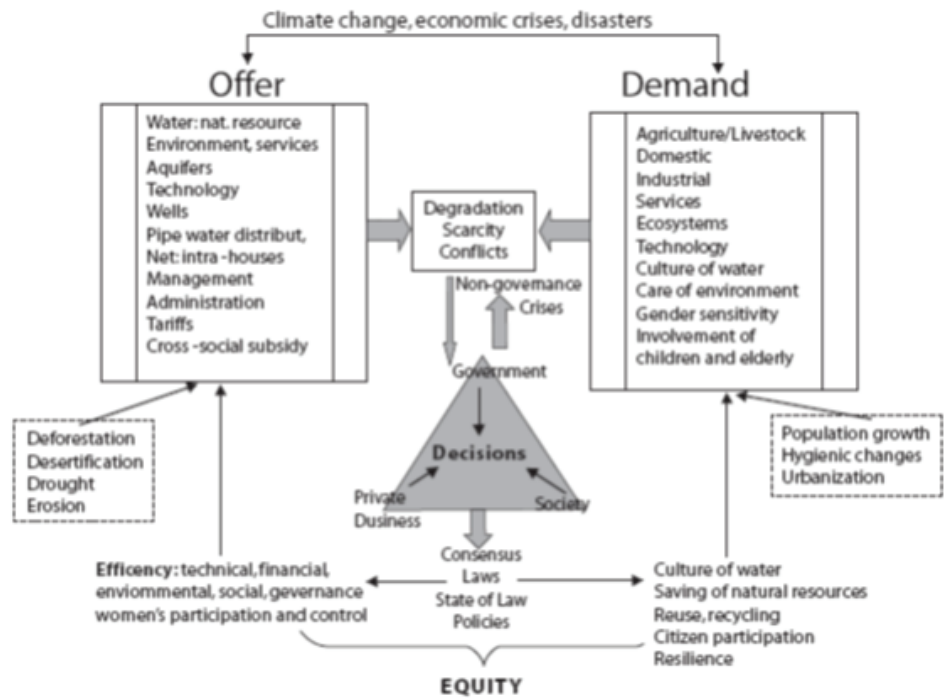 Climate change, economic crises, disasters
Offer
Water: nat. resource
Environment, services
Aquifers
Technology
Wells
Pipe water distribut,
Net: intra -houses
Management
Administration
Tariffs
Cross -social subsidy
Demand
Agriculture/Livestock
Domestic
Industrial
Services
Ecosystems
Technology
Culture of water
Care of environment
Gender sensitivity
Involvement of
children and elderly
Degradation
Scarcity
Conflicts
Non-governance
Crises
Government
Decisions
Private
Dusiness
Society
Deforestation
Desertification
Drought
Erosion
Population growth
Hygienic changes
Urbanization
Efficency: technical, financial,
enviommental, social, governance
women's participation and control
Consensus
Laws
State of Law
Policies
Culture of water
Saving of natural resources
Reuse, recycling
Citizen participation
Resilience
EQUITY